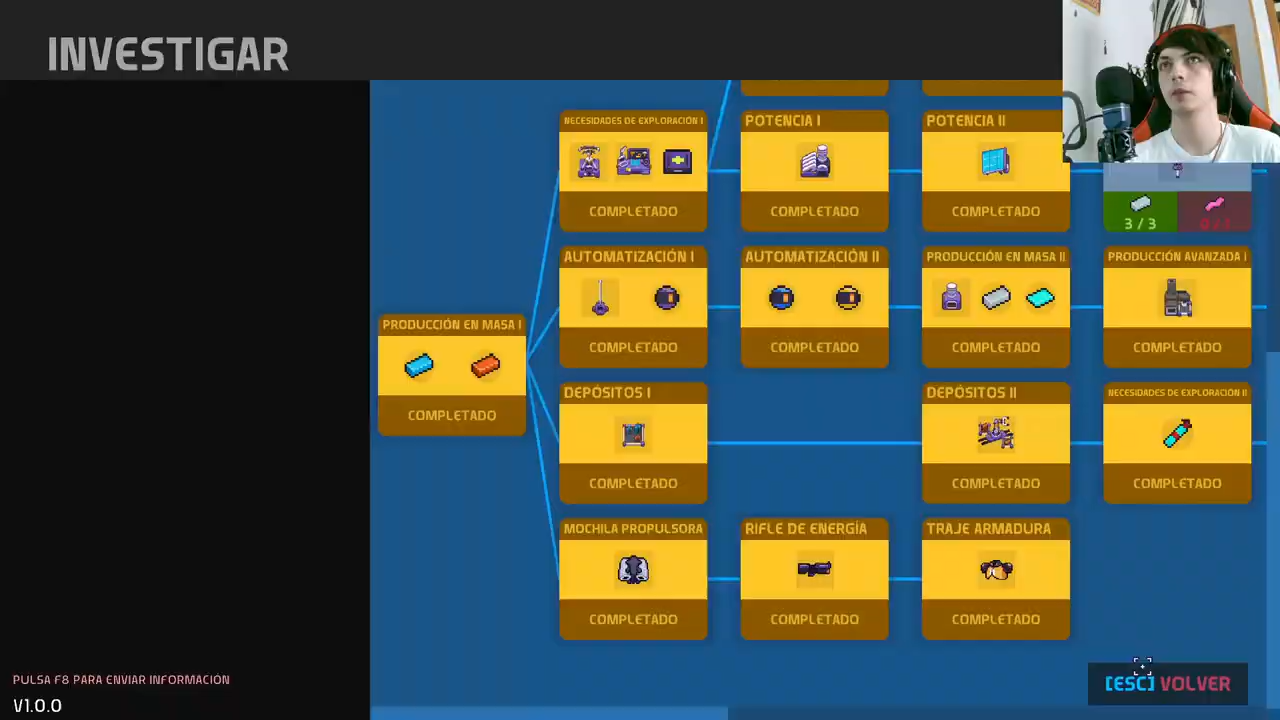 INVESTIGAR
NECESIDADES DE EXPLORACIÓN I
COMPLETADO
POTENCIA I
COMPLETADO
POTENCIA II
COMPLETADO
3 / 3
AUTOMATIZACIÓN I
COMPLETADO
AUTOMATIZACIÓN II
COMPLETADO
PRODUCCIÓN EN MASA II
COMPLETADO
PRODUCCIÓN AVANZADA I
COMPLETADO
PRODUCCIÓN EN MASA I
COMPLETADO
DEPÓSITOS I
COMPLETADO
DEPÓSITOS II
COMPLETADO
NECESIDADES DE EXPLORACIÓN II
COMPLETADO
MOCHILA PROPULSORA
COMPLETADO
RIFLE DE ENERGÍA
COMPLETADO
TRAJE ARMADURA
COMPLETADO
PULSA F8 PARA ENVIAR INFORMACIÓN
V1.0.0
[ESC] VOLVER